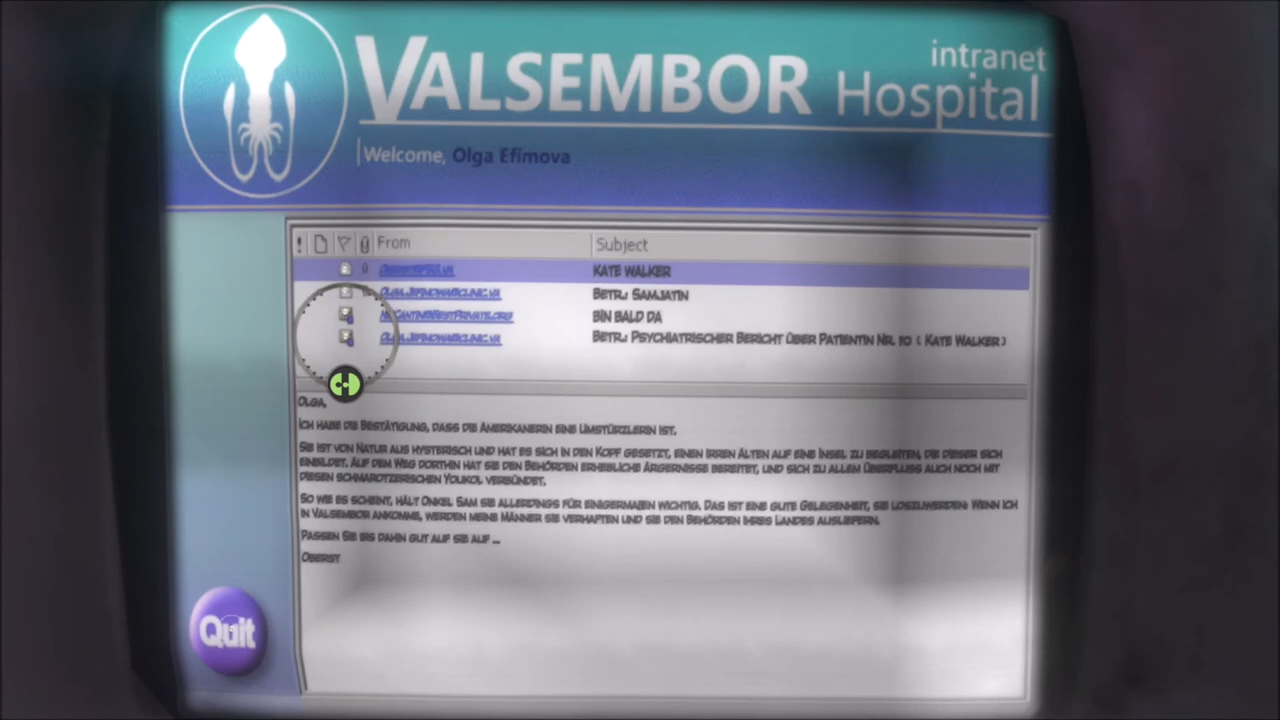 VALSEMBOR intranet Hospital
Welcome, Olga Efimova
! From Subject
KATE WALKER
BETR.: SAMJATIN
BIN BALD DA
BETR.: PSYCHIATRISCHER BERICHT ÜBER PATIENTIN NR. ( KATE WALKER )
OLGA,
ICH HABE DIE BESTÄTIGUNG, DASS DIE AMERIKANERIN EINE UMSTÜRZLERIN IST.
SIE IST VON NATUR AUS HYSTERISCH UND HAT ES SICH IN DEN KOPF GESETZT, EINEN IRREN ALTEN AUF EINE INSEL ZU BEGLEITEN, DIE DIESER SICH
EINBILDET. AUF DEM WEG DORTHIN HAT SIE DEN BEHÖRDEN ERHEBLICHE ÄRGERNISSE BEREITET, UND SICH ZU ALLEM ÜBERFLUSS AUCH NOCH MIT
DIESEN SCHMAROTZERISCHEN YOUKOL VERBÜNDET.
SO WIE ES SCHEINT, HÄLT ONKEL SAM SIE ALLERDINGS FÜR EINIGERMAßEN WICHTIG. DAS IST EINE GUTE GELEGENHEIT, SIE LOSZUWERDEN: WENN ICH
IN VALSEMBOR ANKOMME, WERDEN MEINE MÄNNER SIE VERHAFTEN UND SIE DEN BEHÖRDEN IHRES LANDES AUSLIEFERN.
PASSEN SIE BIS DAHIN GUT AUF SIE AUF ...
OBERST
Quit